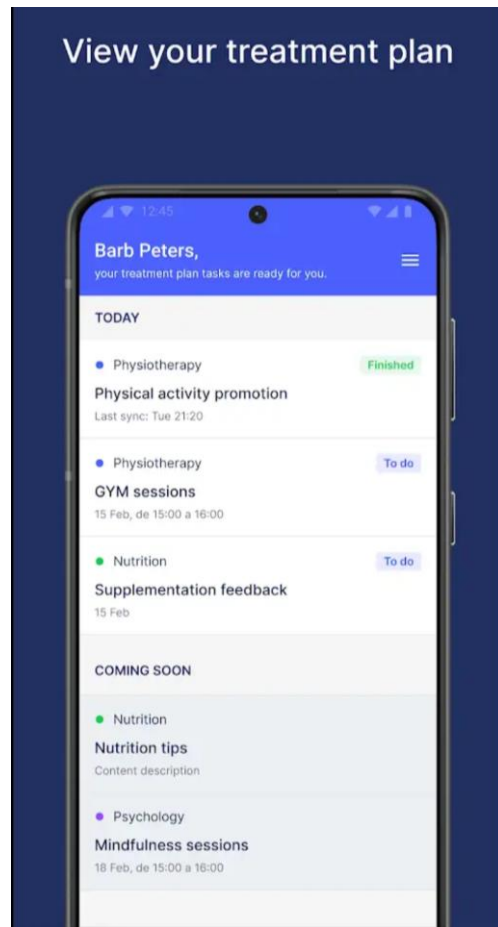 View your treatment plan
12:45
Barb Peters,
your treatment plan tasks are ready for you.
TODAY
Physiotherapy
Finished
Physical activity promotion
Last sync: Tue 21:20
Physiotherapy
To do
GYM sessions
15 Feb, de 15:00 a 16:00
Nutrition
To do
Supplementation feedback
15 Feb
COMING SOON
Nutrition
Nutrition tips
Content description
Psychology
Mindfulness sessions
18 Feb, de 15:00 a 16:00